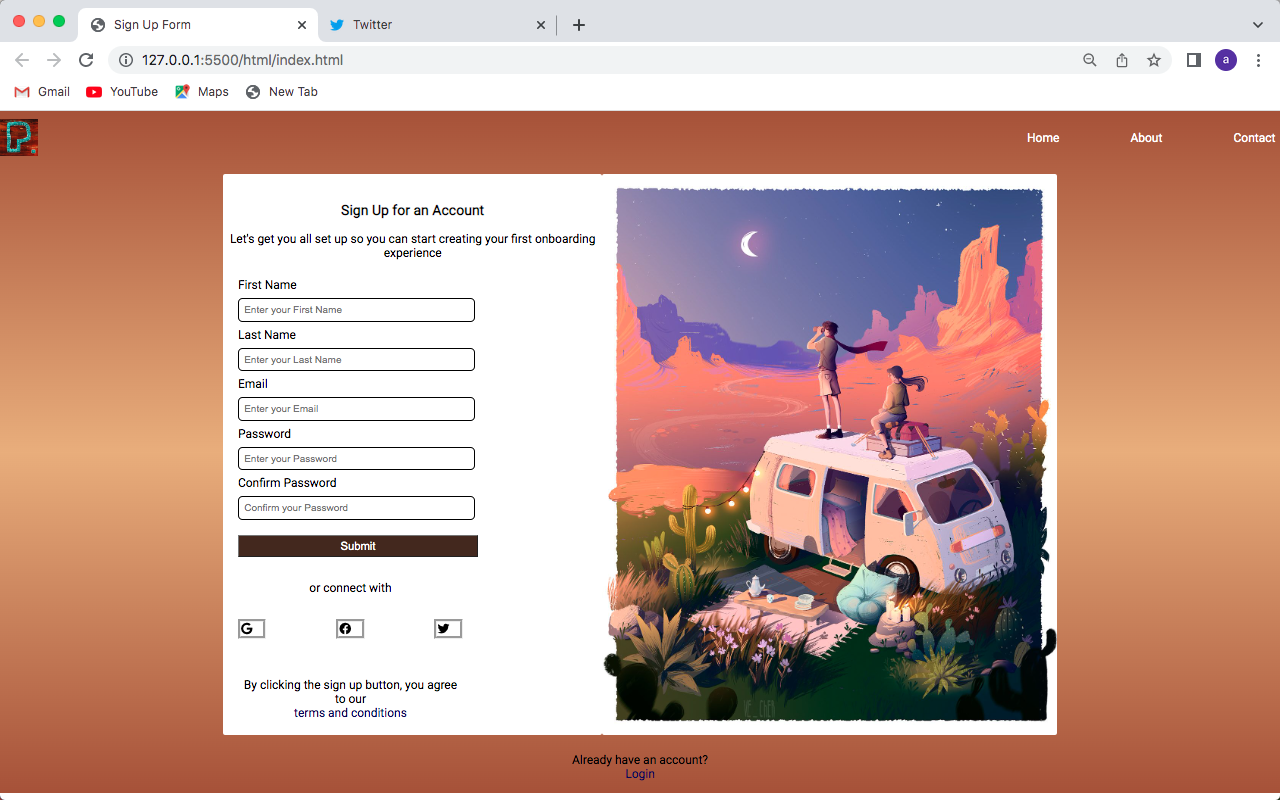 Sign Up Form
Twitter
127.0.0.1:5500/html/index.html
a
Gmail
YouTube
Maps
New Tab
P.
Home
About
Contact
Sign Up for an Account
Let's get you all set up so you can start creating your first onboarding
experience
First Name
Enter your First Name
Last Name
Enter your Last Name
Email
Enter your Email
Password
Enter your Password
Confirm Password
Confirm your Password
Submit
or connect with
G
By clicking the sign up button, you agree
to our
terms and conditions
Already have an account?
Login